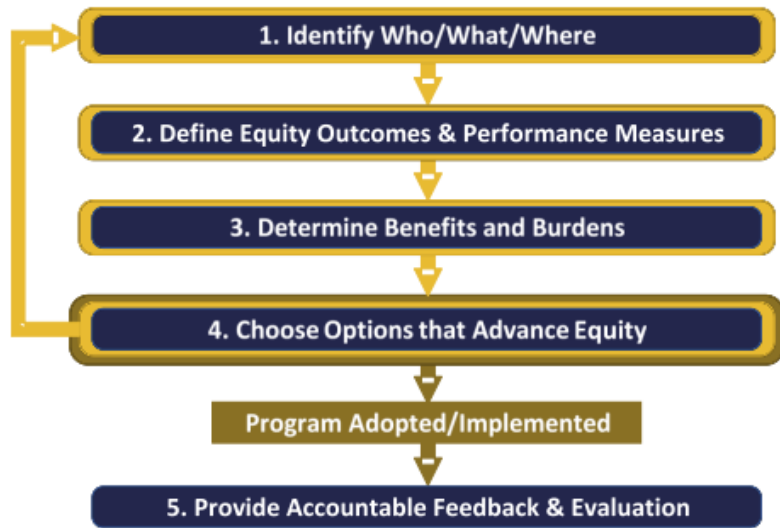 1. Identify Who/What/Where
2. Define Equity Outcomes & Performance Measures
3. Determine Benefits and Burdens
4. Choose Options that Advance Equity
Program Adopted/Implemented
5. Provide Accountable Feedback & Evaluation